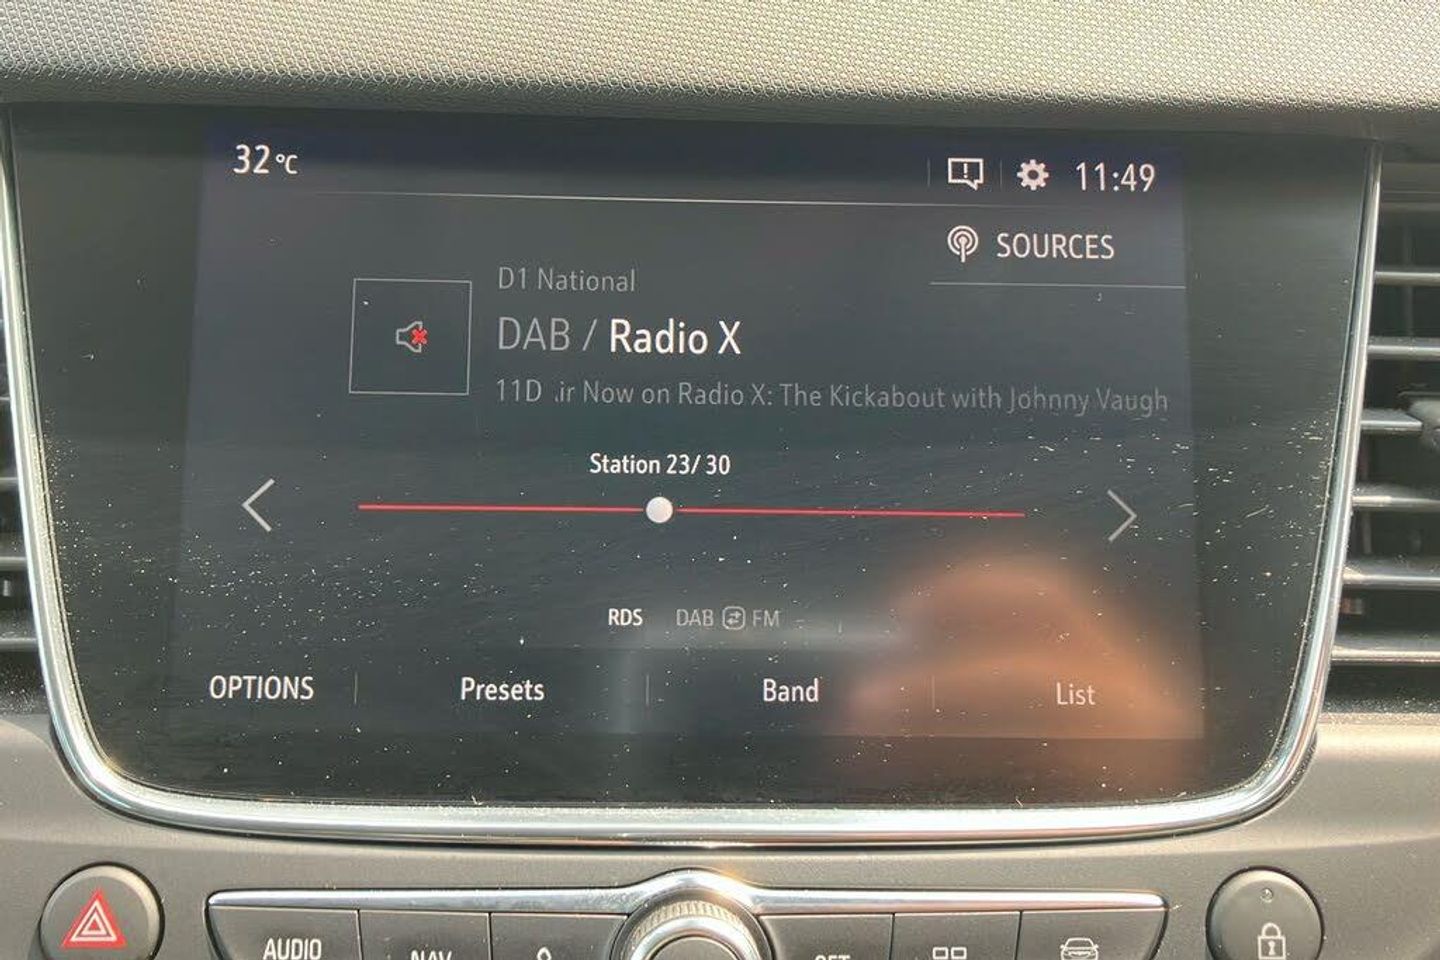 32°C
11:49
SOURCES
D1 National
DAB / Radio X
11D .ir Now on Radio X: The Kickabout with Johnny Vaugh
Station 23/30
RDS DAB FM
OPTIONS Presets Band List
AUDIO NAV